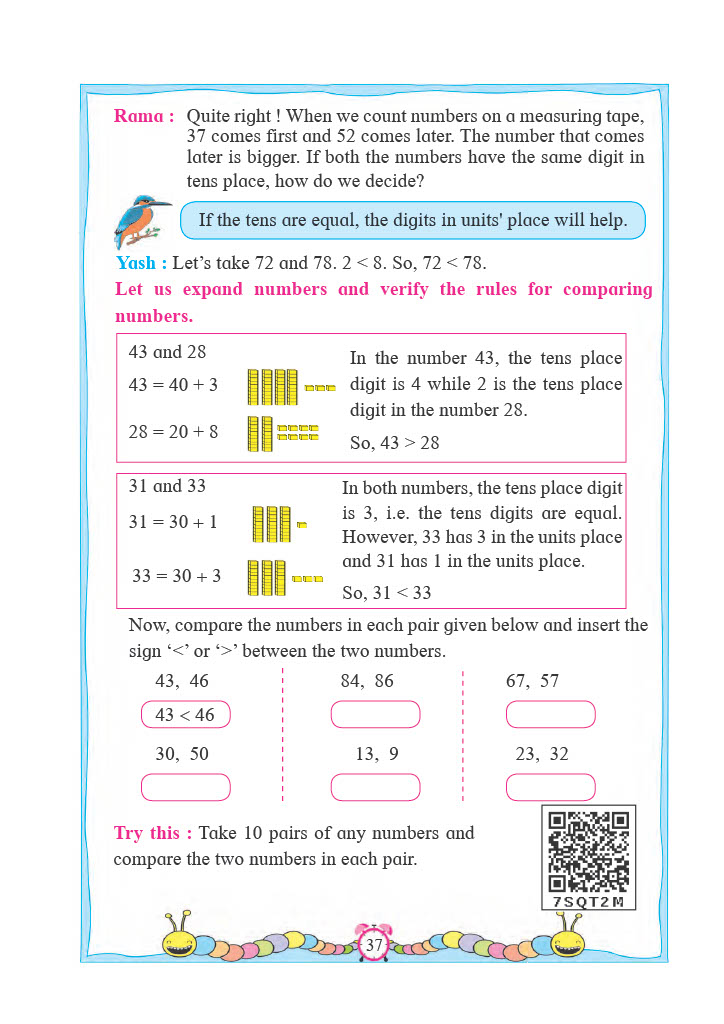 Rama : Quite right ! When we count numbers on a measuring tape,
37 comes first and 52 comes later. The number that comes
later is bigger. If both the numbers have the same digit in
tens place, how do we decide?
If the tens are equal, the digits in units' place will help.
Yash : Let’s take 72 and 78. 2 < 8. So, 72 < 78.
Let us expand numbers and verify the rules for comparing
numbers.
43 and 28
43 = 40 + 3
28 = 20 + 8
In the number 43, the tens place
digit is 4 while 2 is the tens place
digit in the number 28.
So, 43 > 28
31 and 33
31 = 30 + 1
33 = 30 + 3
In both numbers, the tens place digit
is 3, i.e. the tens digits are equal.
However, 33 has 3 in the units place
and 31 has 1 in the units place.
So, 31 < 33
Now, compare the numbers in each pair given below and insert the
sign ‘<’ or ‘>’ between the two numbers.
43, 46 84, 86 67, 57
43 < 46
30, 50 13, 9 23, 32
Try this : Take 10 pairs of any numbers and
compare the two numbers in each pair.
7SQT2M
37